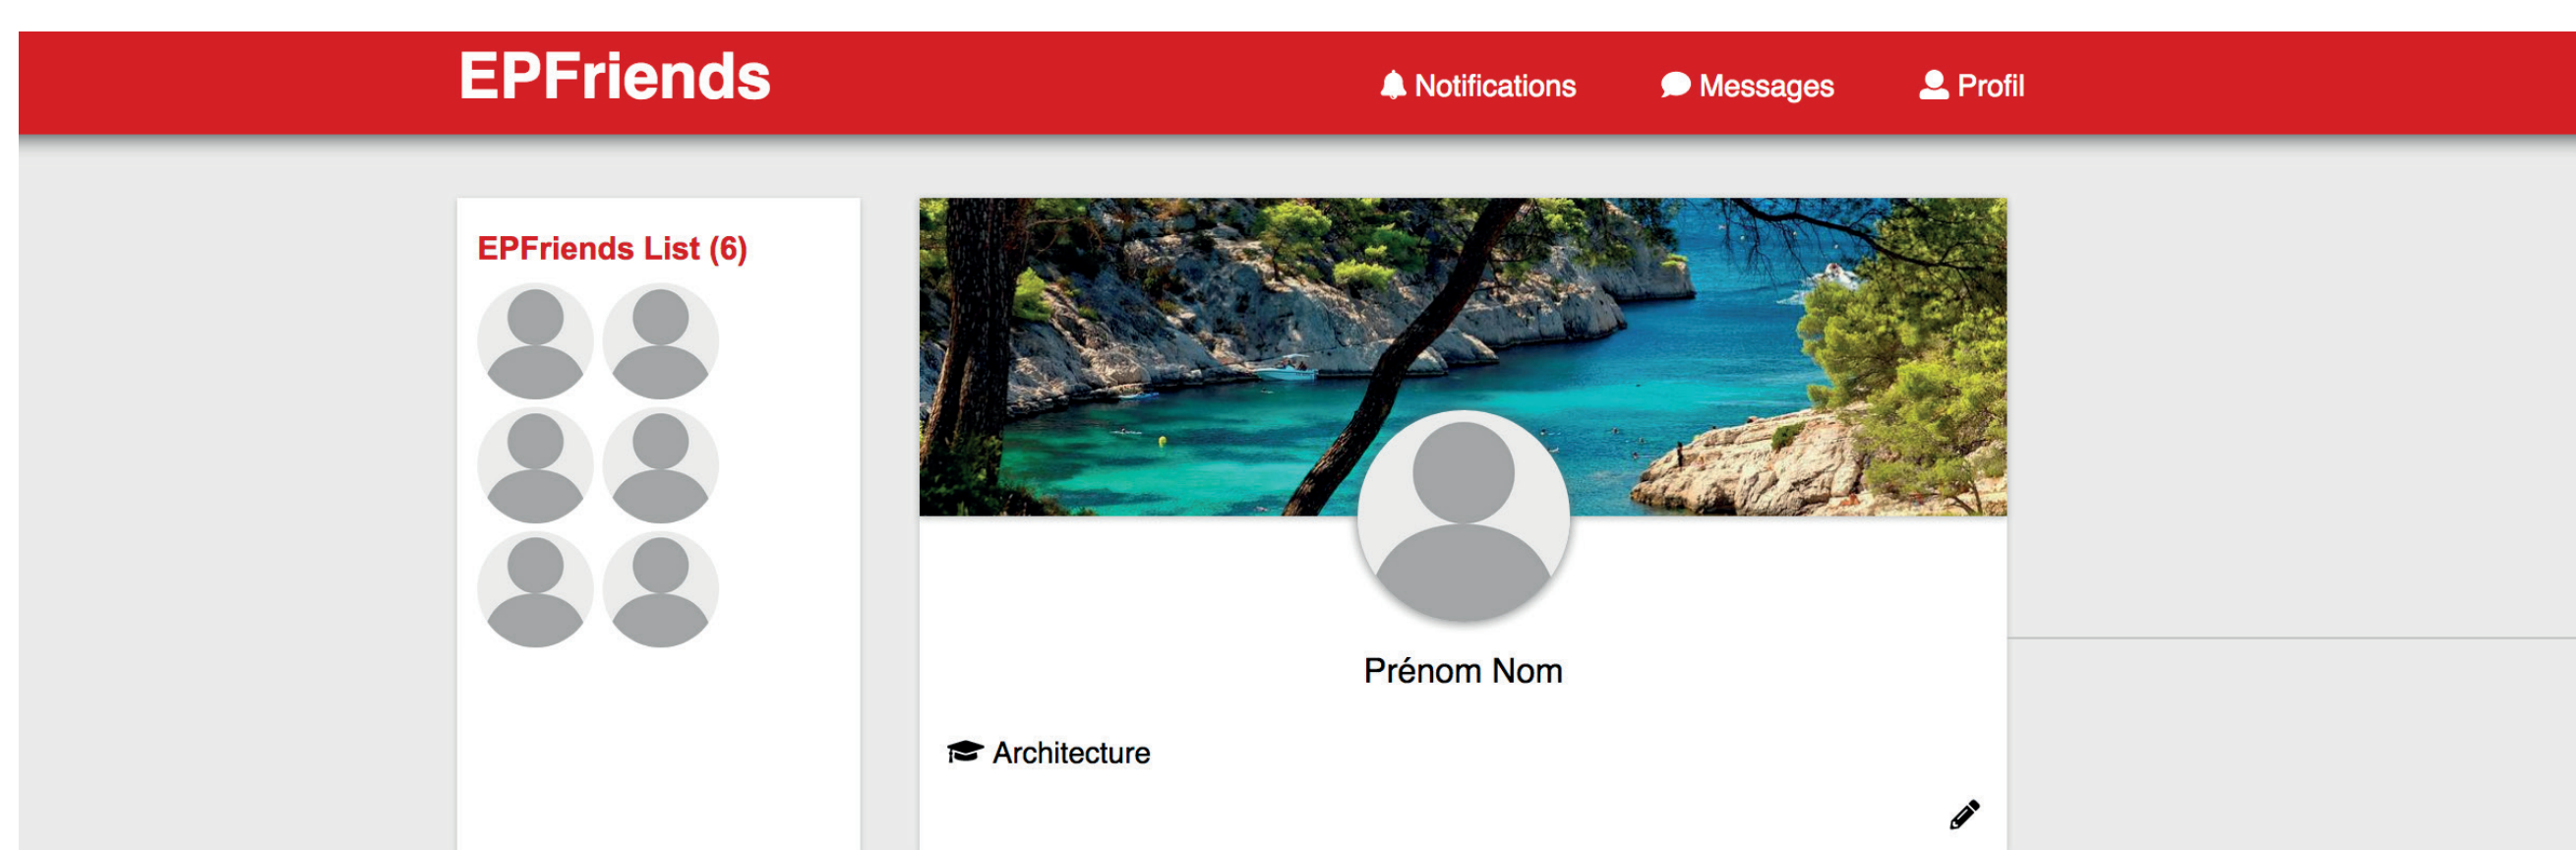 EPFriends
Notifications
Messages
Profil
EPFriends List (6)
Prénom Nom
Architecture